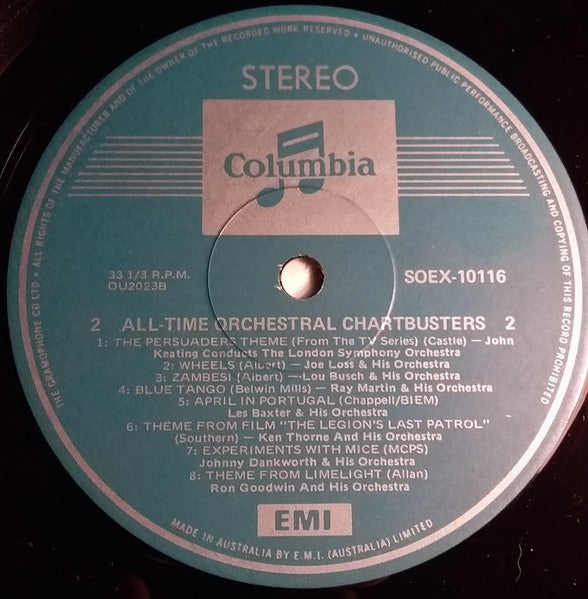 THE GRAMOPHONE CO LTD • ALL RIGHTS OF THE MANUFACTURER AND OF THE OWNER OF THE RECORDED WORK RESERVED • UNAUTHORISED PUBLIC PERFORMANCE BROADCASTING AND COPYING OF THIS RECORD PROHIBITED
STEREO
Columbia
33 1/3 R.P.M.
OU2023B
SOEX-10116
2 ALL-TIME ORCHESTRAL CHARTBUSTERS 2
1: THE PERSUADERS THEME (From The TV Series) (Castle) — John
Keating Conducts The London Symphony Orchestra
2: WHEELS (Albert) — Joe Loss & His Orchestra
3: ZAMBESI (Albert) — Lou Busch & His Orchestra
4: BLUE TANGO (Belwin Mills) — Ray Martin & His Orchestra
5: APRIL IN PORTUGAL (Chappell/BIEM)
Les Baxter & His Orchestra
6: THEME FROM FILM "THE LEGION'S LAST PATROL"
(Southern) — Ken Thorne And His Orchestra
7: EXPERIMENTS WITH MICE (MCPS)
Johnny Dankworth & His Orchestra
8: THEME FROM LIMELIGHT (Allan)
Ron Goodwin And His Orchestra
EMI
MADE IN AUSTRALIA BY E.M.I. (AUSTRALIA) LIMITED